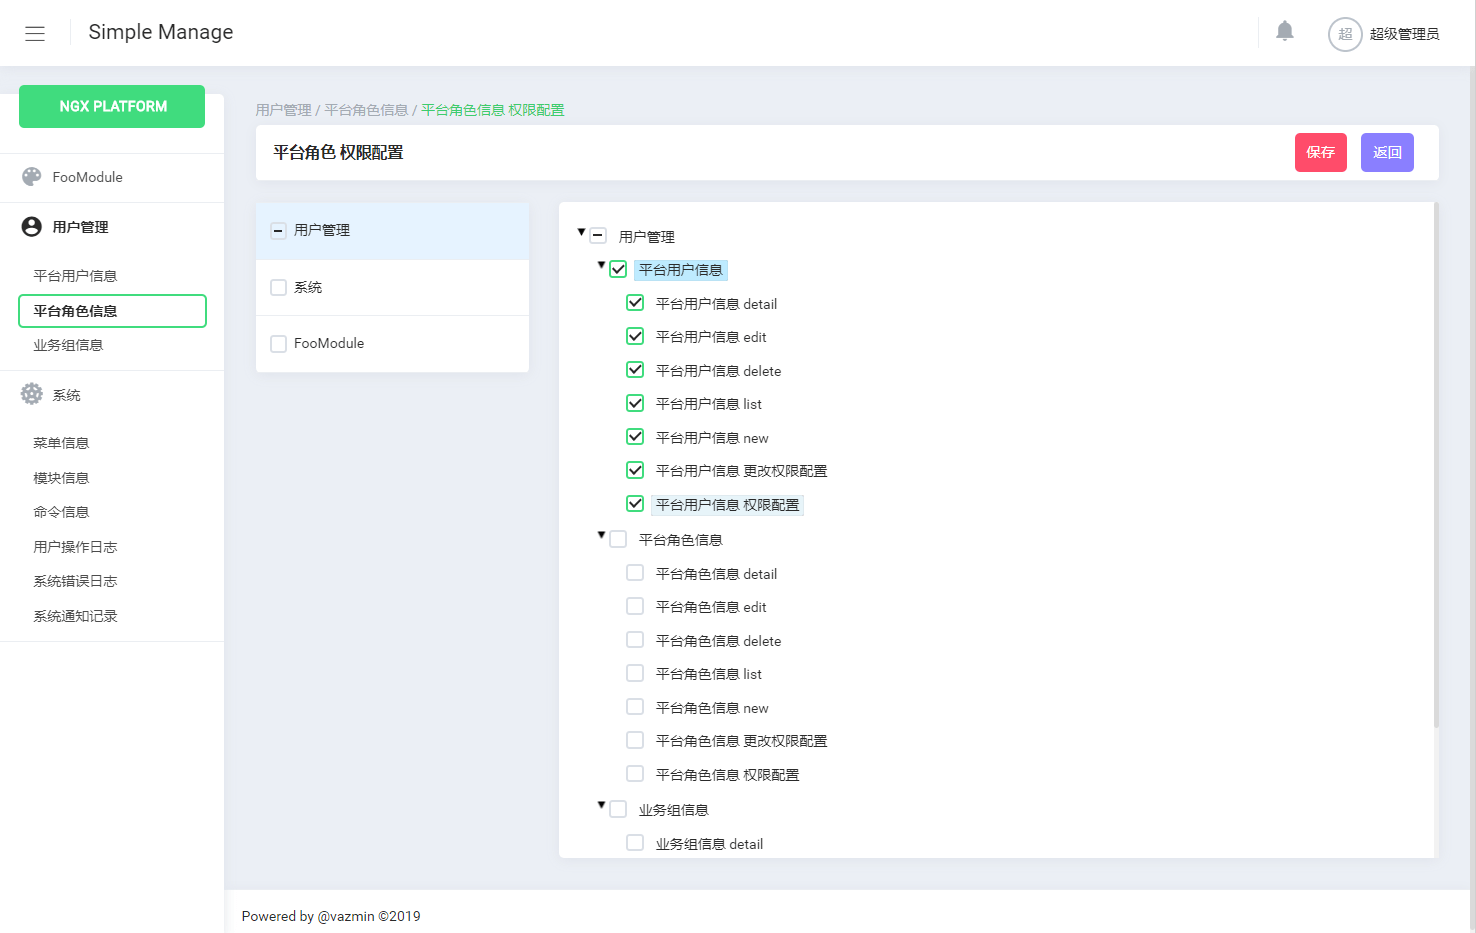 Simple Manage
超 超级管理员
NGX PLATFORM
FooModule
用户管理
平台用户信息
平台角色信息
业务组信息
系统
菜单信息
模块信息
命令信息
用户操作日志
系统错误日志
系统通知记录
用户管理 / 平台角色信息 / 平台角色信息 权限配置
平台角色 权限配置
保存 返回
用户管理
系统
FooModule
用户管理
平台用户信息
平台用户信息 detail
平台用户信息 edit
平台用户信息 delete
平台用户信息 list
平台用户信息 new
平台用户信息 更改权限配置
平台用户信息 权限配置
平台角色信息
平台角色信息 detail
平台角色信息 edit
平台角色信息 delete
平台角色信息 list
平台角色信息 new
平台角色信息 更改权限配置
平台角色信息 权限配置
业务组信息
业务组信息 detail
Powered by @vazmin ©2019